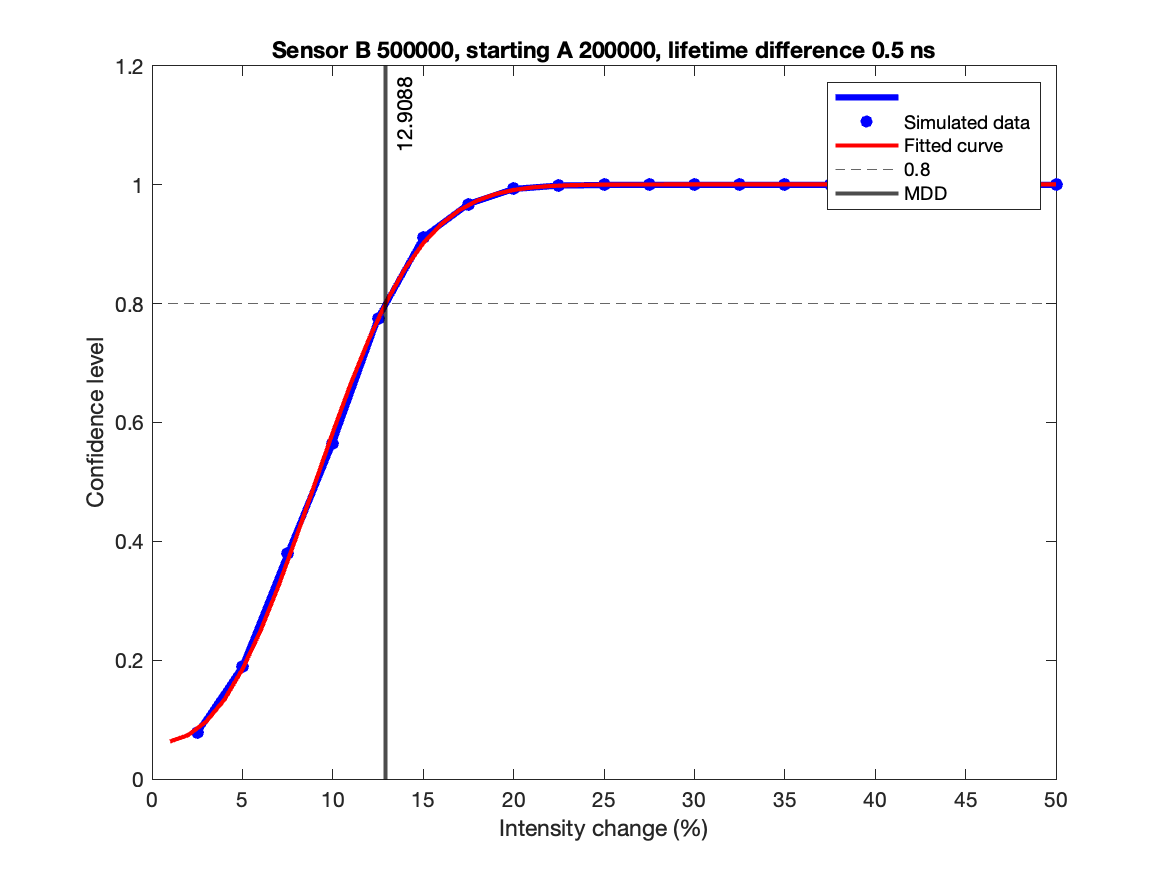 Sensor B 500000, starting A 200000, lifetime difference 0.5 ns
12.9088
Simulated data
Fitted curve
0.8
MDD
Confidence level
1.2
1
0.8
0.6
0.4
0.2
0
0 5 10 15 20 25 30 35 40 45 50
Intensity change (%)